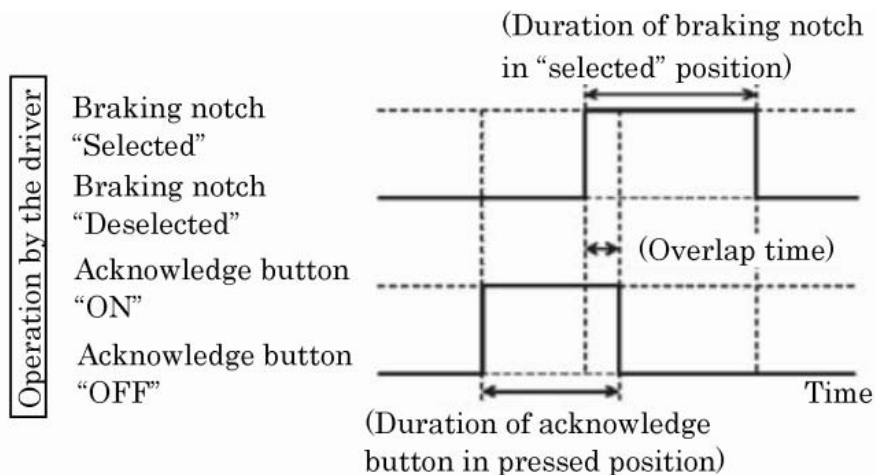 (Duration of braking notch
in “selected” position)
Operation by the driver
Braking notch
“Selected”
Braking notch
“Deselected”
(Overlap time)
Acknowledge button
“ON”
Acknowledge button
“OFF”
Time
(Duration of acknowledge
button in pressed position)